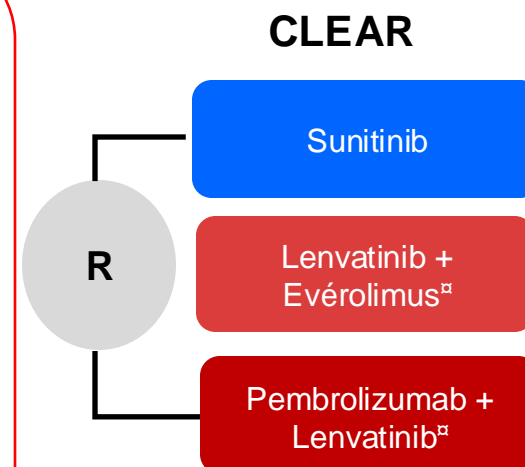 CLEAR
Sunitinib
R
Lenvatinib +
Evérolimus¤
Pembrolizumab +
Lenvatinib¤